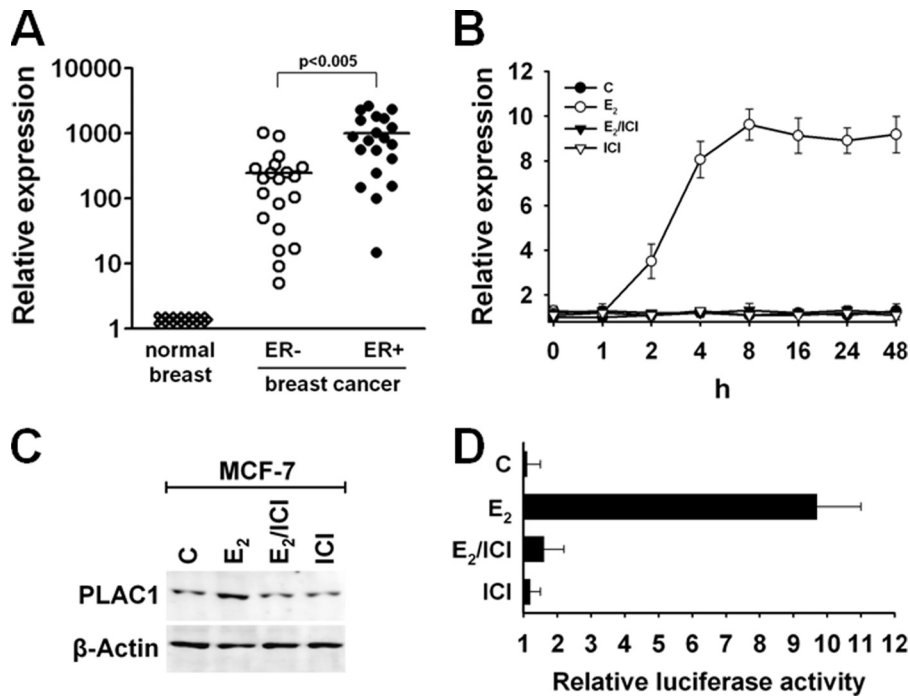 A
p<0.005
Relative expression
10000
1000
100
10
1
normal breast
ER-
ER+
breast cancer
B
Relative expression
12
10
8
6
4
2
C
E₂
E₂/ICI
ICI
0 1 2 4 8 16 24 48
h
C
MCF-7
C E₂ E₂/ICI ICI
PLAC1
β-Actin
D
C
E₂
E₂/ICI
ICI
1 2 3 4 5 6 7 8 9 10 11 12
Relative luciferase activity